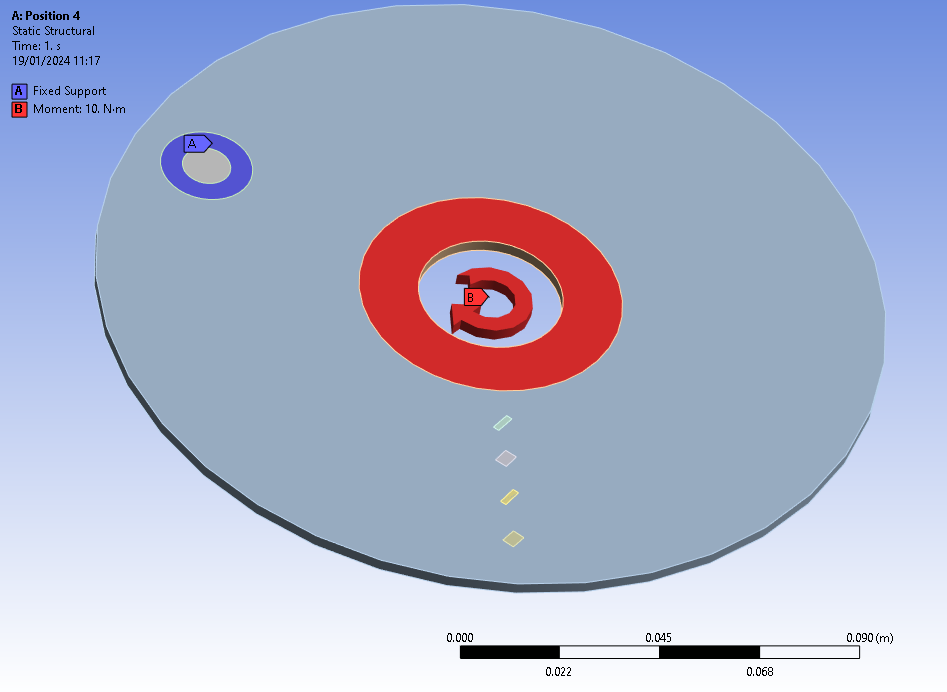 A: Position 4
Static Structural
Time: 1. s
19/01/2024 11:17
A Fixed Support
B Moment: 10. N·m
A
B
0.000 0.045 0.090 (m)
0.022 0.068